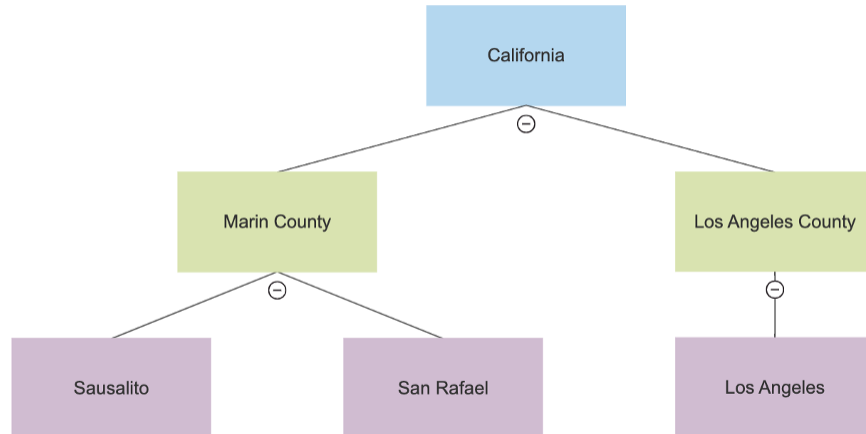 California
Marin County
Los Angeles County
Sausalito
San Rafael
Los Angeles